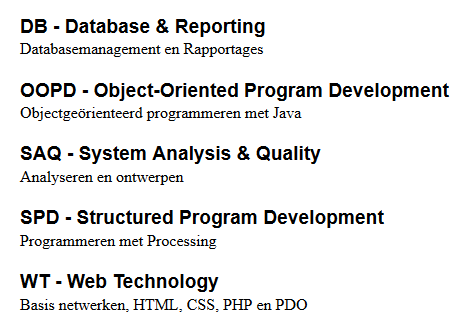 DB - Database & Reporting
Databasemanagement en Rapportages
OOPD - Object-Oriented Program Development
Objectgeörienteerd programmeren met Java
SAQ - System Analysis & Quality
Analyseren en ontwerpen
SPD - Structured Program Development
Programmeren met Processing
WT - Web Technology
Basis netwerken, HTML, CSS, PHP en PDO